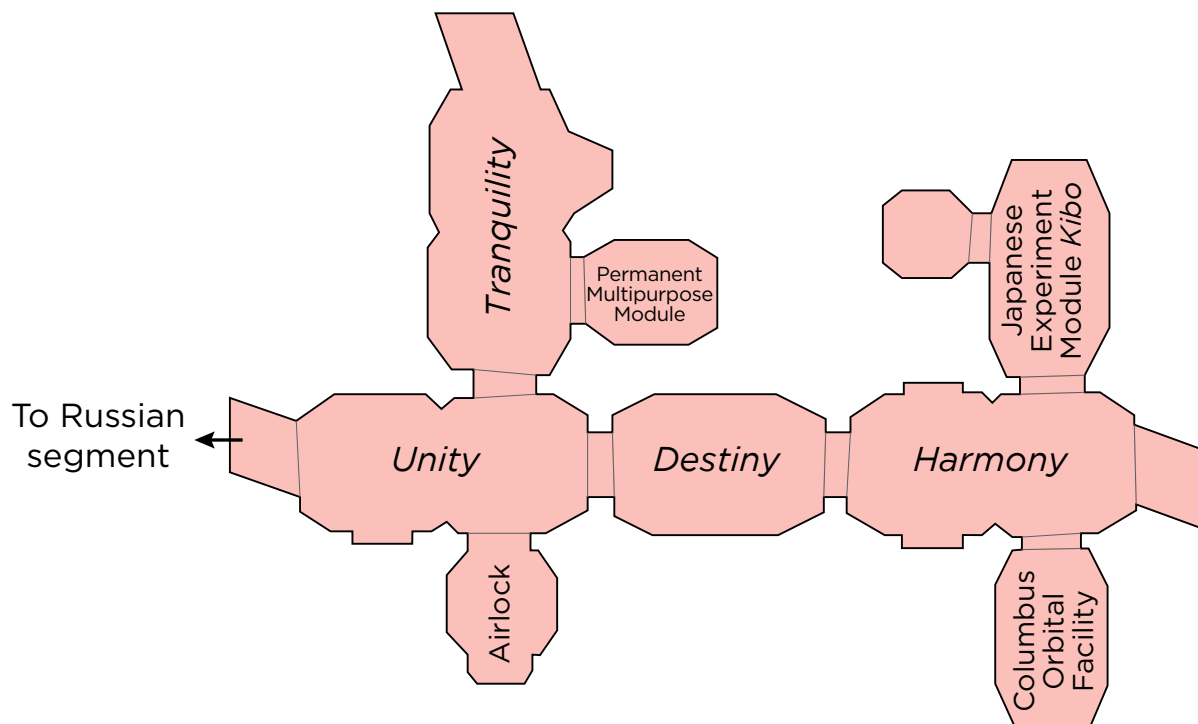 Tranquility
Permanent
Multipurpose
Module
Japanese
Experiment
Module Kibo
To Russian
segment
Unity
Destiny
Harmony
Airlock
Columbus
Orbital
Facility